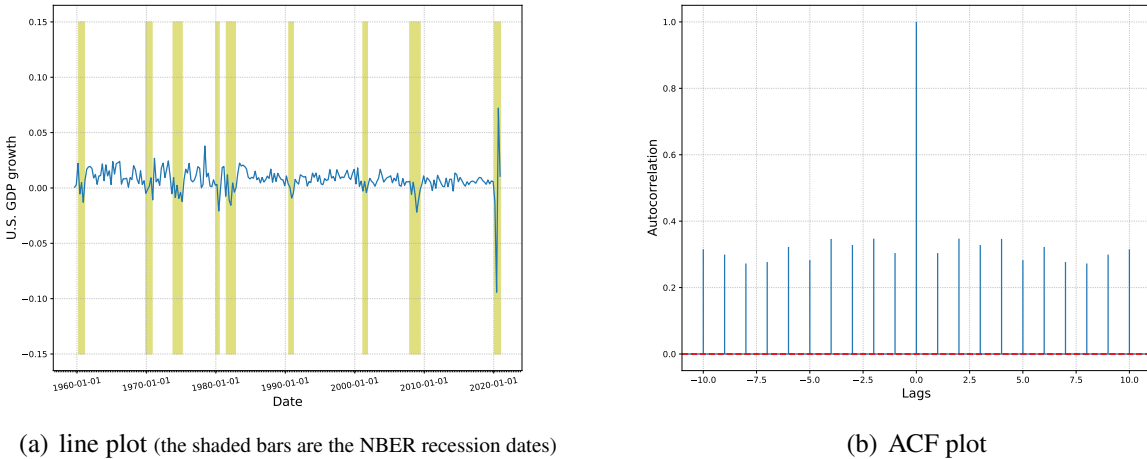 0.15
0.10
0.05
0.00
−0.05
−0.10
−0.15
U.S. GDP growth
1960-01-01 1970-01-01 1980-01-01 1990-01-01 2000-01-01 2010-01-01 2020-01-01
Date
(a) line plot (the shaded bars are the NBER recession dates)
1.0
0.8
0.6
0.4
0.2
0.0
Autocorrelation
−10.0 −7.5 −5.0 −2.5 0.0 2.5 5.0 7.5 10.0
Lags
(b) ACF plot